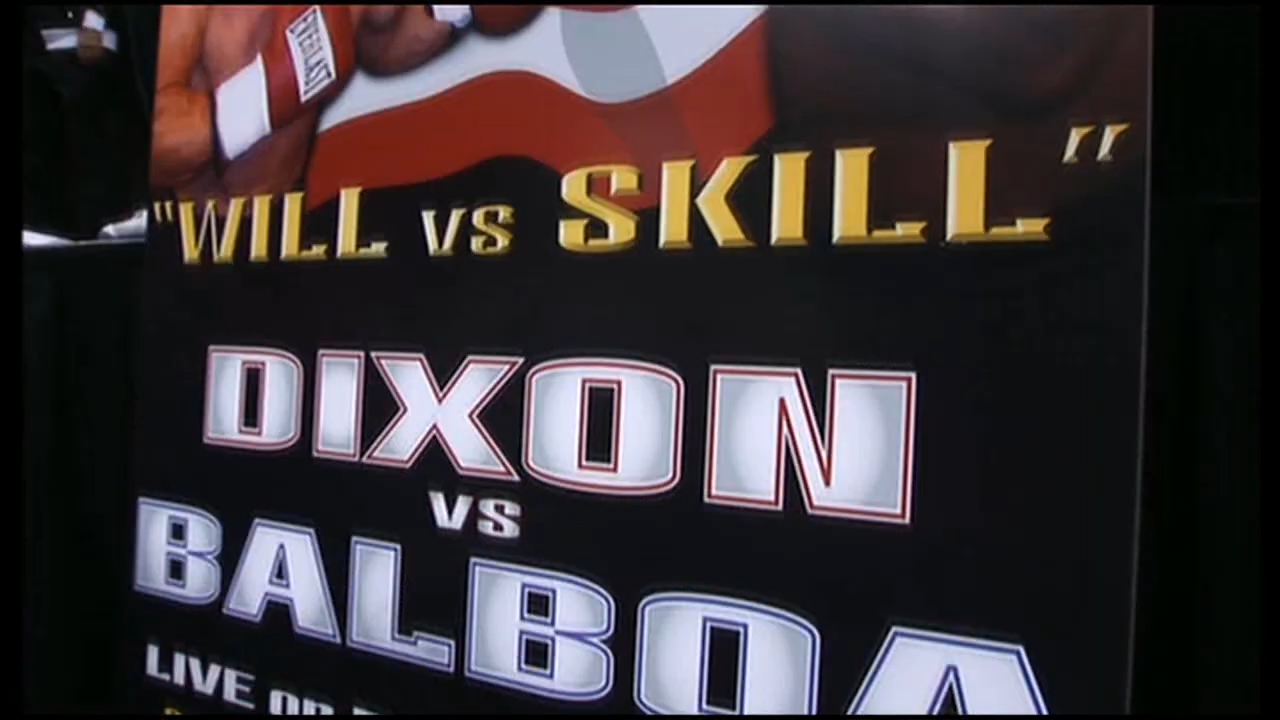 EVERLAST
"WILL VS SKILL"
DIXON
VS
BALBOA
LIVE